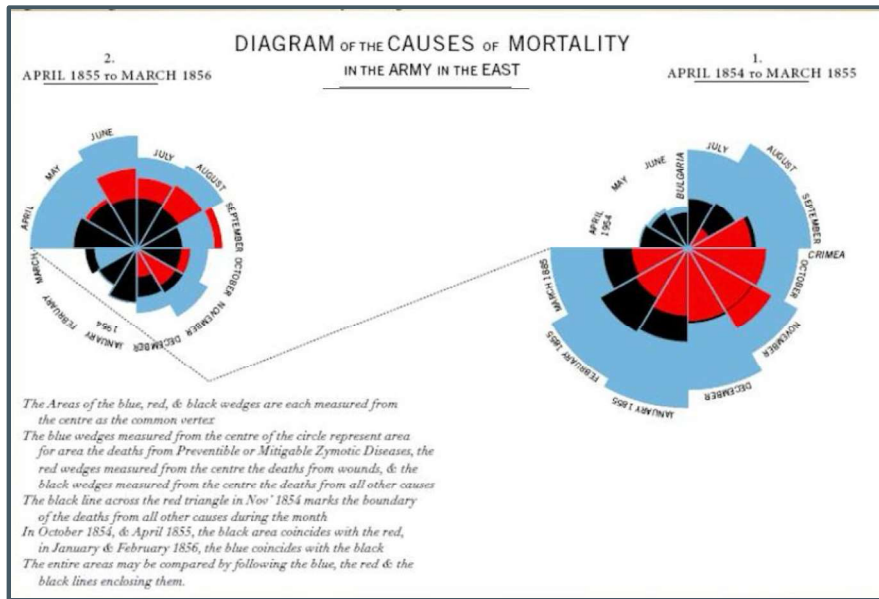 DIAGRAM OF THE CAUSES OF MORTALITY
IN THE ARMY IN THE EAST
2.
APRIL 1855 TO MARCH 1856
1.
APRIL 1854 TO MARCH 1855
APRIL
MAY
JUNE
JULY
AUGUST
SEPTEMBER
OCTOBER
NOVEMBER
DECEMBER
JANUARY
1954
FEBRUARY
MARCH
APRIL
1954
MAY
JUNE
BULGARIA
JULY
AUGUST
SEPTEMBER
CRIMEA
OCTOBER
NOVEMBER
DECEMBER
JANUARY 1855
FEBRUARY 1855
MARCH 1885
The Areas of the blue, red, & black wedges are each measured from
the centre as the common vertex
The blue wedges measured from the centre of the circle represent area
for area the deaths from Preventible or Mitigable Zymotic Diseases, the
red wedges measured from the centre the deaths from wounds, & the
black wedges measured from the centre the deaths from all other causes
The black line across the red triangle in Nov' 1854 marks the boundary
of the deaths from all other causes during the month
In October 1854, & April 1855, the black area coincides with the red,
in January & February 1856, the blue coincides with the black
The entire areas may be compared by following the blue, the red & the
black lines enclosing them.